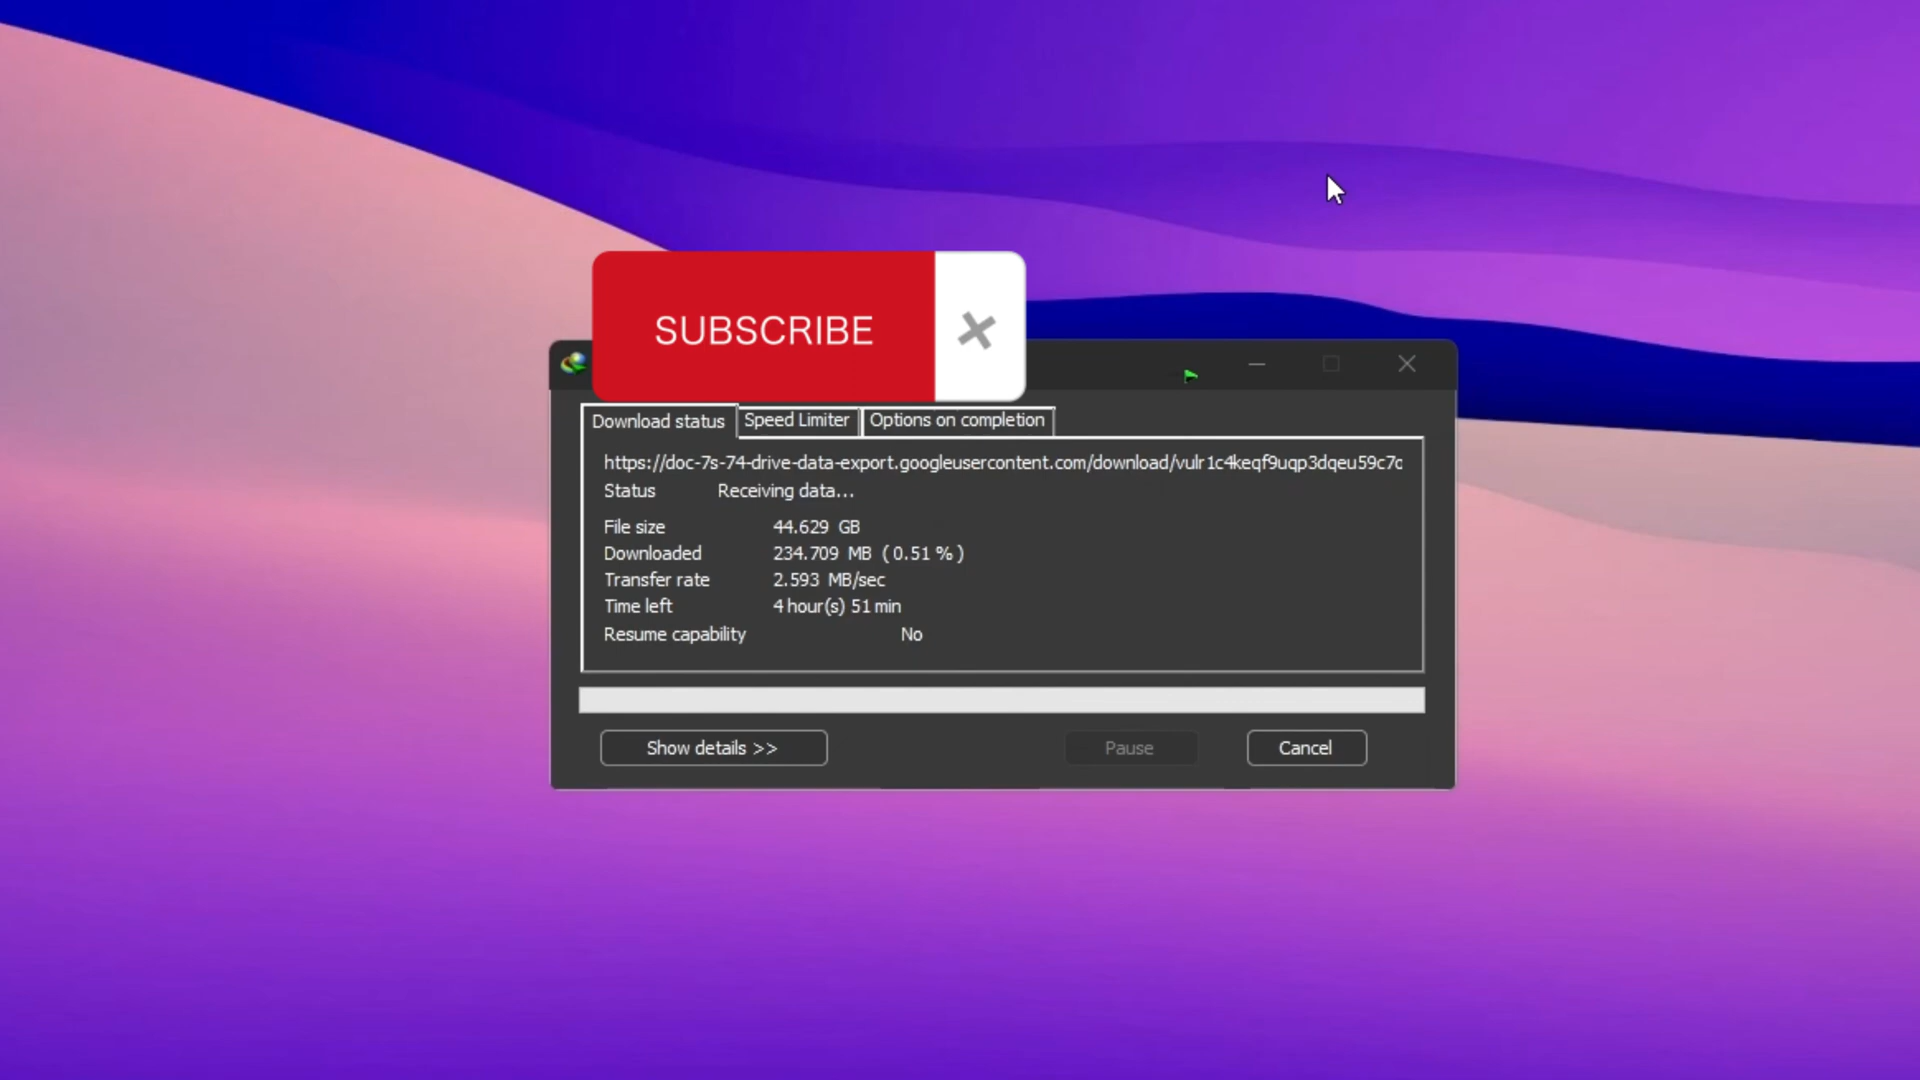 SUBSCRIBE
Download status
Speed Limiter
Options on completion
https://doc-7s-74-drive-data-export.googleusercontent.com/download/vulr1c4keqf9uqp3dqeu59c7c
Status Receiving data...
File size 44.629 GB
Downloaded 234.709 MB ( 0.51 % )
Transfer rate 2.593 MB/sec
Time left 4 hour(s) 51 min
Resume capability No
Show details >>
Pause
Cancel